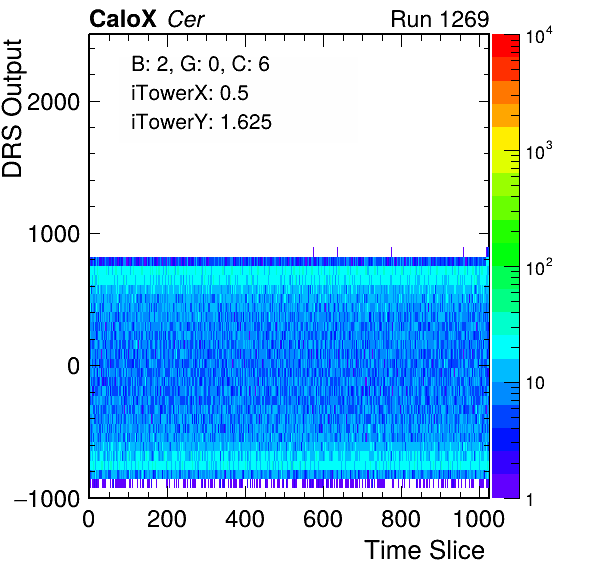 CaloX Cer Run 1269
B: 2, G: 0, C: 6
iTowerX: 0.5
iTowerY: 1.625
DRS Output
2000
1000
0
−1000
0 200 400 600 800 1000
Time Slice
10^4
10^3
10^2
10
1